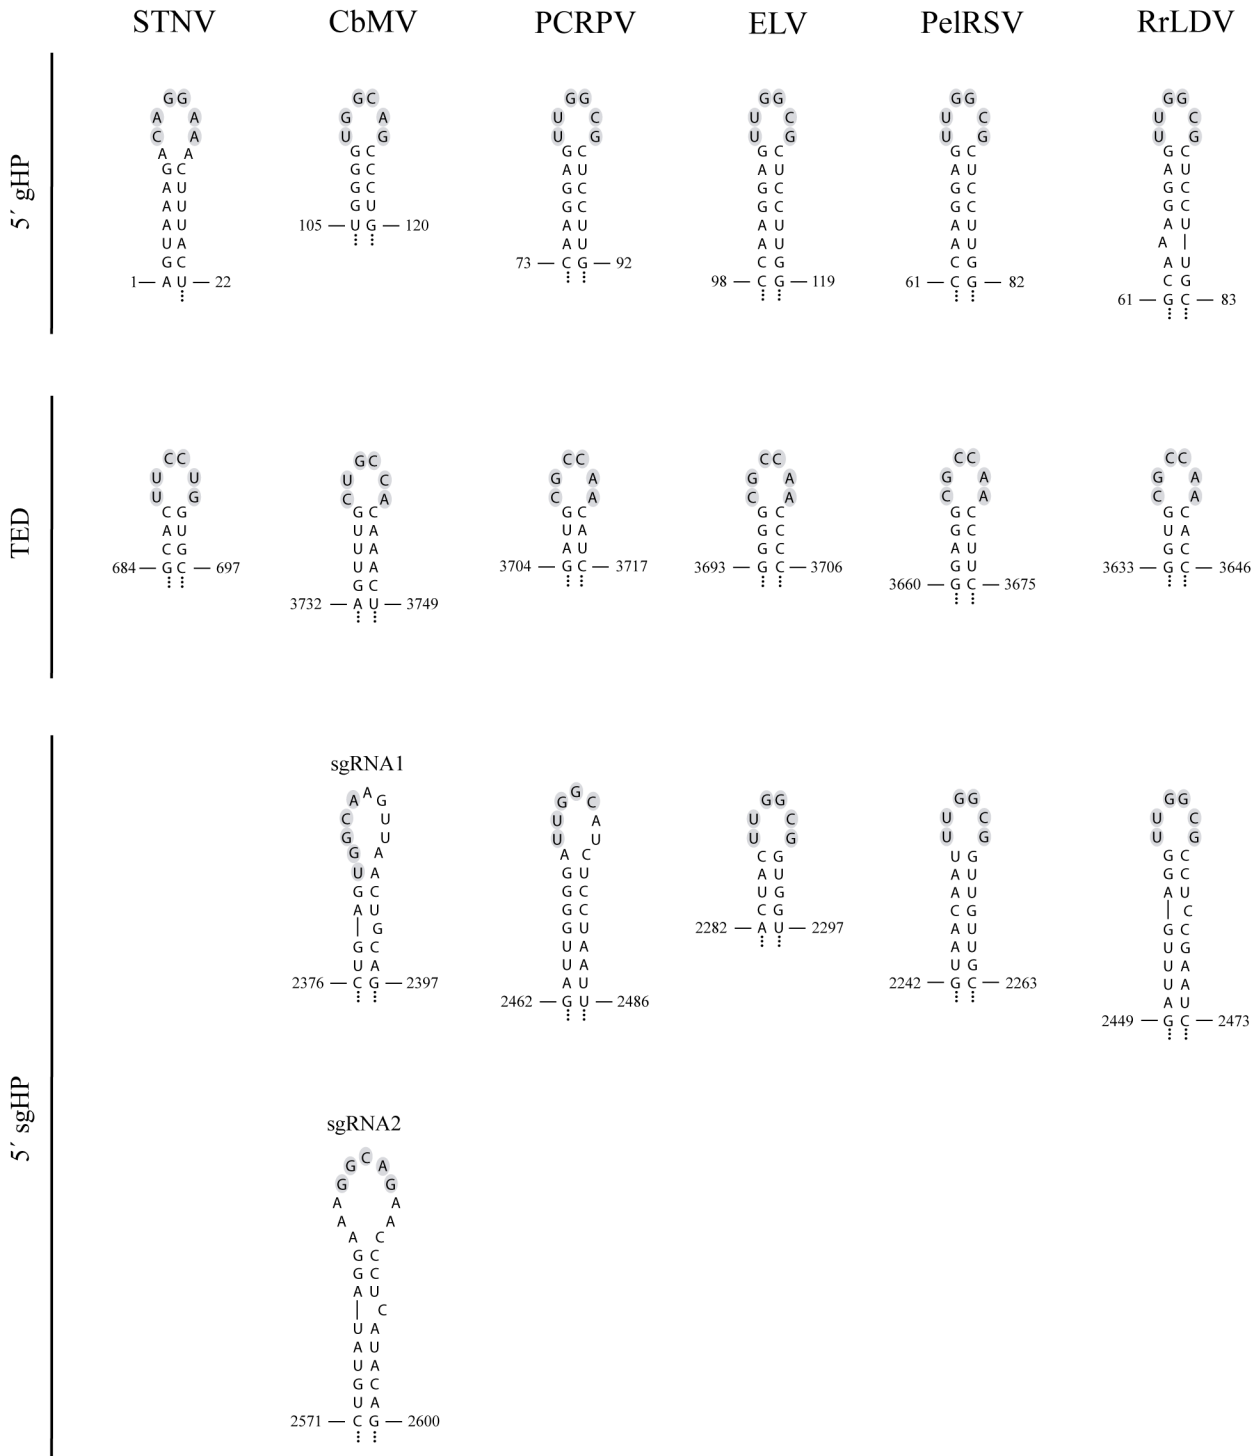 STNV CbMV PCRPV ELV PelRSV RrLDV
5´ gHP
GG GC GG GG GG GG
A A G A U C U C U C U C
C A U G U G U G U G U G
A A G C G C G C G C G C
G C G C A U A U A U A U
A U G C G C G C G C G C
A U G U G C G C G C G C
A U 105 — U G — 120 A U A U A U A U
U A A U A U A U A
G C 73 — C G — 92 C G C G A U
1 — A U — 22 98 — C G — 119 61 — C G — 82 C G
61 — G C — 83
TED
CC GC CC CC CC CC
U U U C G A G A G A G A
U G C A C A C A C A C A
C G G C G C G C G C G C
A U U A U A G C G C U A
C G U A A U G C A U G C
684 — G C — 697 U A 3704 — G C — 3717 3693 — G C — 3706 G U 3633 — G C — 3646
G C 3660 — G C — 3675
3732 — A U — 3749
5´ sgHP
sgRNA1
A A G G G C GG GG GG
C U U A U C U C U C
G U U U U G U G U G
G A A C C G U G G C
U A G U A U A U G C
G C G C U G A U G U
A U G C C G C G A C
G G U 2282 — A U — 2297 A U G C
G C U A A U U G
U A U A U G U A
2376 — C G — 2397 A U 2242 — G C — 2263 U A
2462 — G U — 2486 A U
2449 — G C — 2473
sgRNA2
G C A
G G
A A
A A
A C
G C
G C
A U
C
U A
A U
U A
G C
U A
2571 — C G — 2600